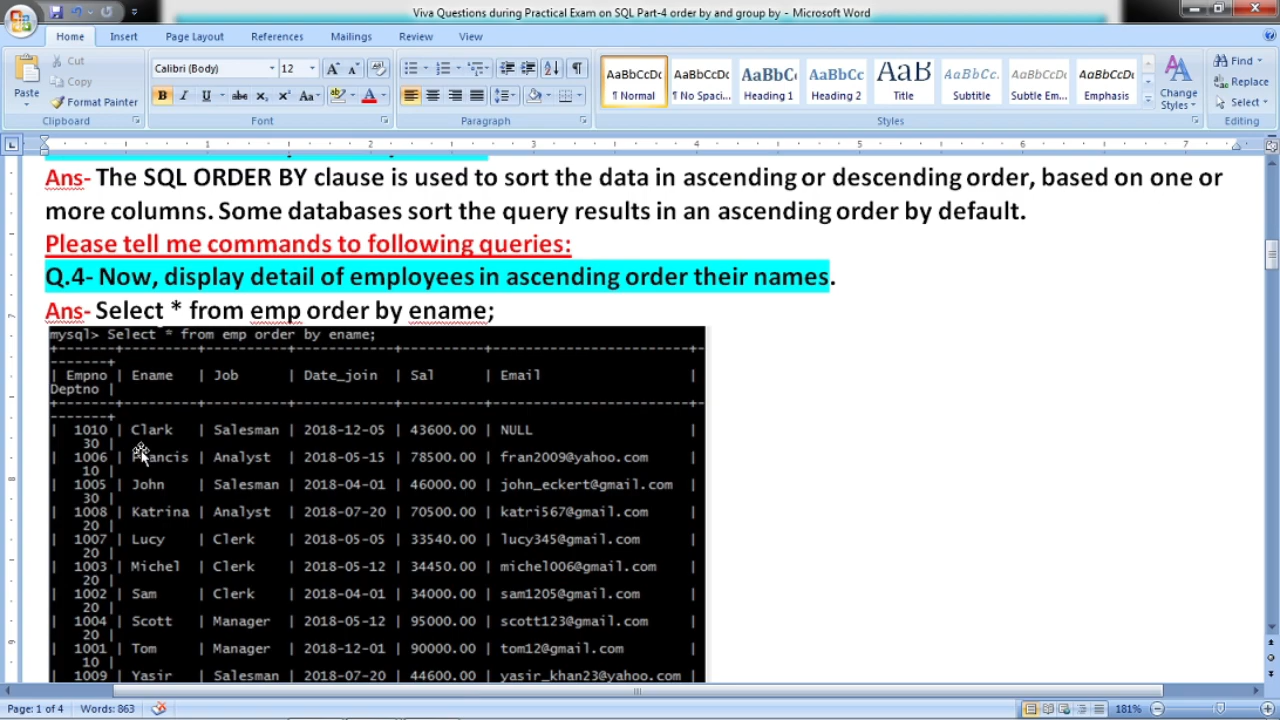 Viva Questions during Practical Exam on SQL Part-4 order by and group by - Microsoft Word
Home Insert Page Layout References Mailings Review View
Paste
Cut
Copy
Format Painter
Clipboard
Calibri (Body) 12
Font
Paragraph
AaBbCcDc AaBbCcDc AaBbC AaBbCc AaB AaBbCc. AaBbCcDc AaBbCcDc
¶ Normal ¶ No Spaci... Heading 1 Heading 2 Title Subtitle Subtle Em... Emphasis
Change Styles
Styles
Find
Replace
Select
Editing
1 2 3 4 5 6 7
Ans- The SQL ORDER BY clause is used to sort the data in ascending or descending order, based on one or
more columns. Some databases sort the query results in an ascending order by default.
Please tell me commands to following queries:
Q.4- Now, display detail of employees in ascending order their names.
Ans- Select * from emp order by ename;
mysql> Select * from emp order by ename;
| Empno | Ename | Job | Date_join | Sal | Email |
Deptno |
| 1010 | Clark | Salesman | 2018-12-05 | 43600.00 | NULL |
30 |
| 1006 | Francis | Analyst | 2018-05-15 | 78500.00 | fran2009@yahoo.com |
10 |
| 1005 | John | Salesman | 2018-04-01 | 46000.00 | john_eckert@gmail.com |
30 |
| 1008 | Katrina | Analyst | 2018-07-20 | 70500.00 | katri567@gmail.com |
20 |
| 1007 | Lucy | Clerk | 2018-05-05 | 33540.00 | lucy345@gmail.com |
20 |
| 1003 | Michel | Clerk | 2018-05-12 | 34450.00 | michel006@gmail.com |
20 |
| 1002 | Sam | Clerk | 2018-04-01 | 34000.00 | sam1205@gmail.com |
20 |
| 1004 | Scott | Manager | 2018-05-12 | 95000.00 | scott123@gmail.com |
20 |
| 1001 | Tom | Manager | 2018-12-01 | 90000.00 | tom12@gmail.com |
10 |
| 1009 | Yasir | Salesman | 2018-07-20 | 44600.00 | yasir_khan23@yahoo.com |
Page: 1 of 4 Words: 863 181%